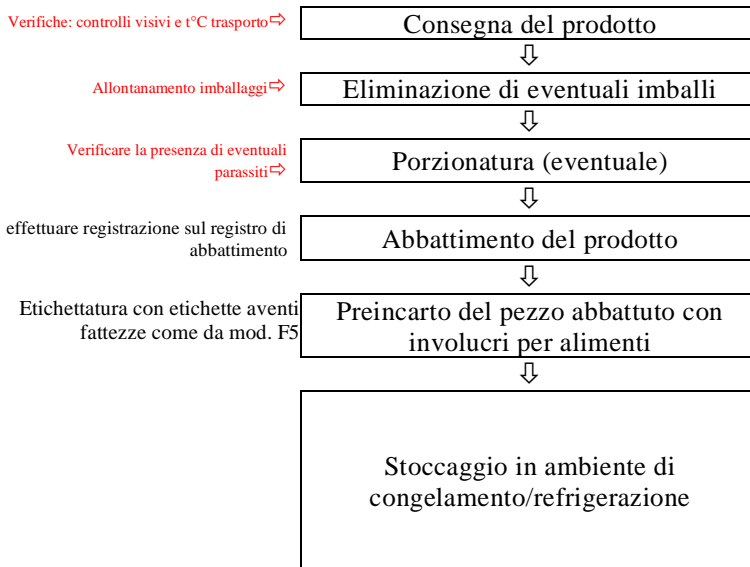 Verifiche: controlli visivi e t°C trasporto⇨
Consegna del prodotto
Allontanamento imballaggi⇨
Eliminazione di eventuali imballi
Verificare la presenza di eventuali
parassiti⇨
Porzionatura (eventuale)
effettuare registrazione sul registro di
abbattimento
Abbattimento del prodotto
Etichettatura con etichette aventi
fattezze come da mod. F5
Preincarto del pezzo abbattuto con
involucri per alimenti
Stoccaggio in ambiente di
congelamento/refrigerazione